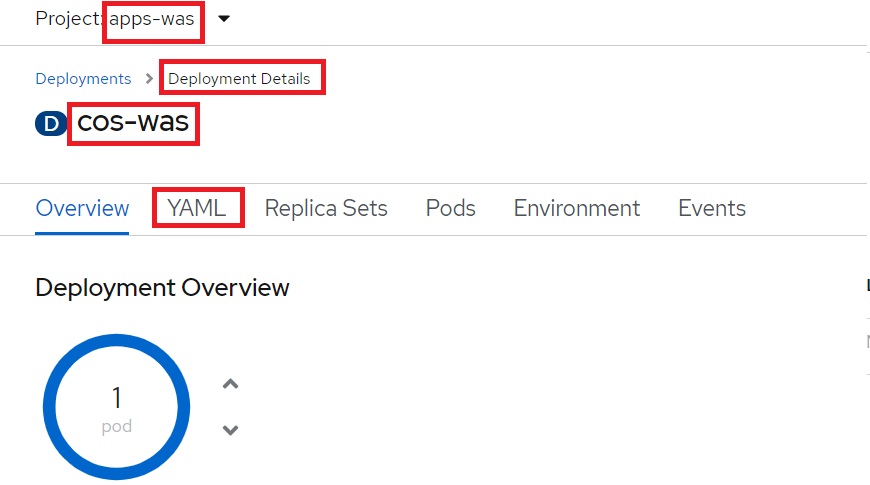 Project: apps-was
Deployments > Deployment Details
D cos-was
Overview YAML Replica Sets Pods Environment Events
Deployment Overview
1
pod